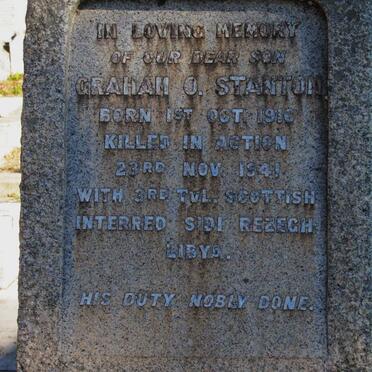 IN LOVING MEMORY
OF OUR DEAR SON
GRAHAM O. STANTON
BORN 1ST OCT. 1916
KILLED IN ACTION
23RD NOV. 1941
WITH 3RD TVL. SCOTTISH
INTERRED SIDI REZEGH
LIBYA.
HIS DUTY NOBLY DONE.